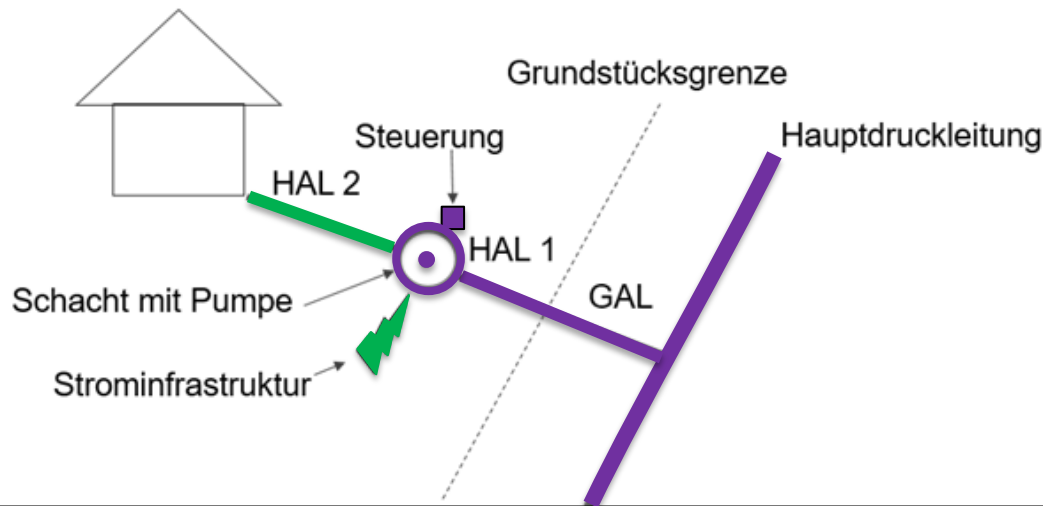 Grundstücksgrenze
Steuerung
Hauptdruckleitung
HAL 2
HAL 1
Schacht mit Pumpe
GAL
Strominfrastruktur